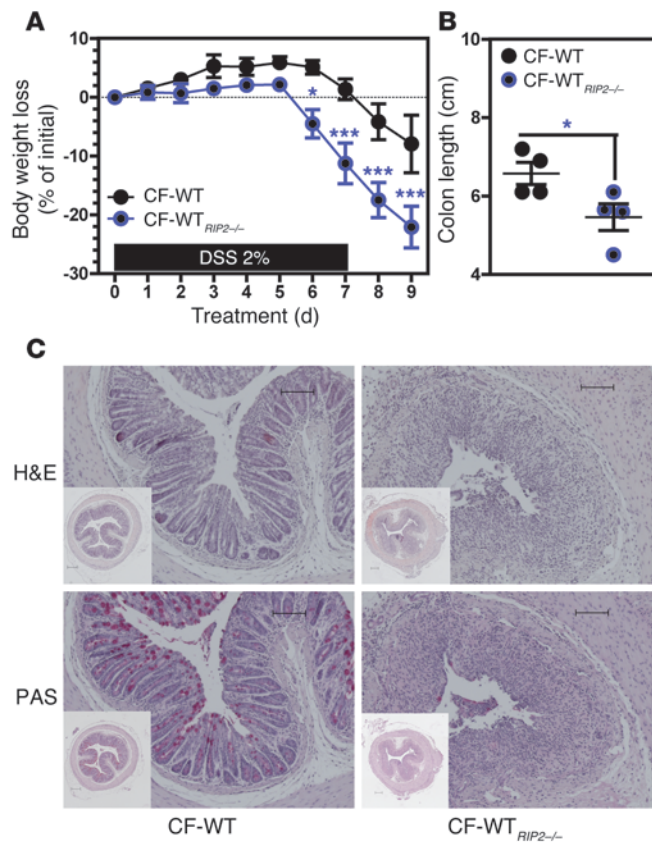 A
Body weight loss
(% of initial)
10
0
-10
-20
-30
*
***
***
***
CF-WT
CF-WT RIP2–/–
DSS 2%
0 1 2 3 4 5 6 7 8 9
Treatment (d)
B
CF-WT
CF-WT RIP2–/–
Colon length (cm)
8
6
4
*
C
H&E
PAS
CF-WT
CF-WT RIP2–/–